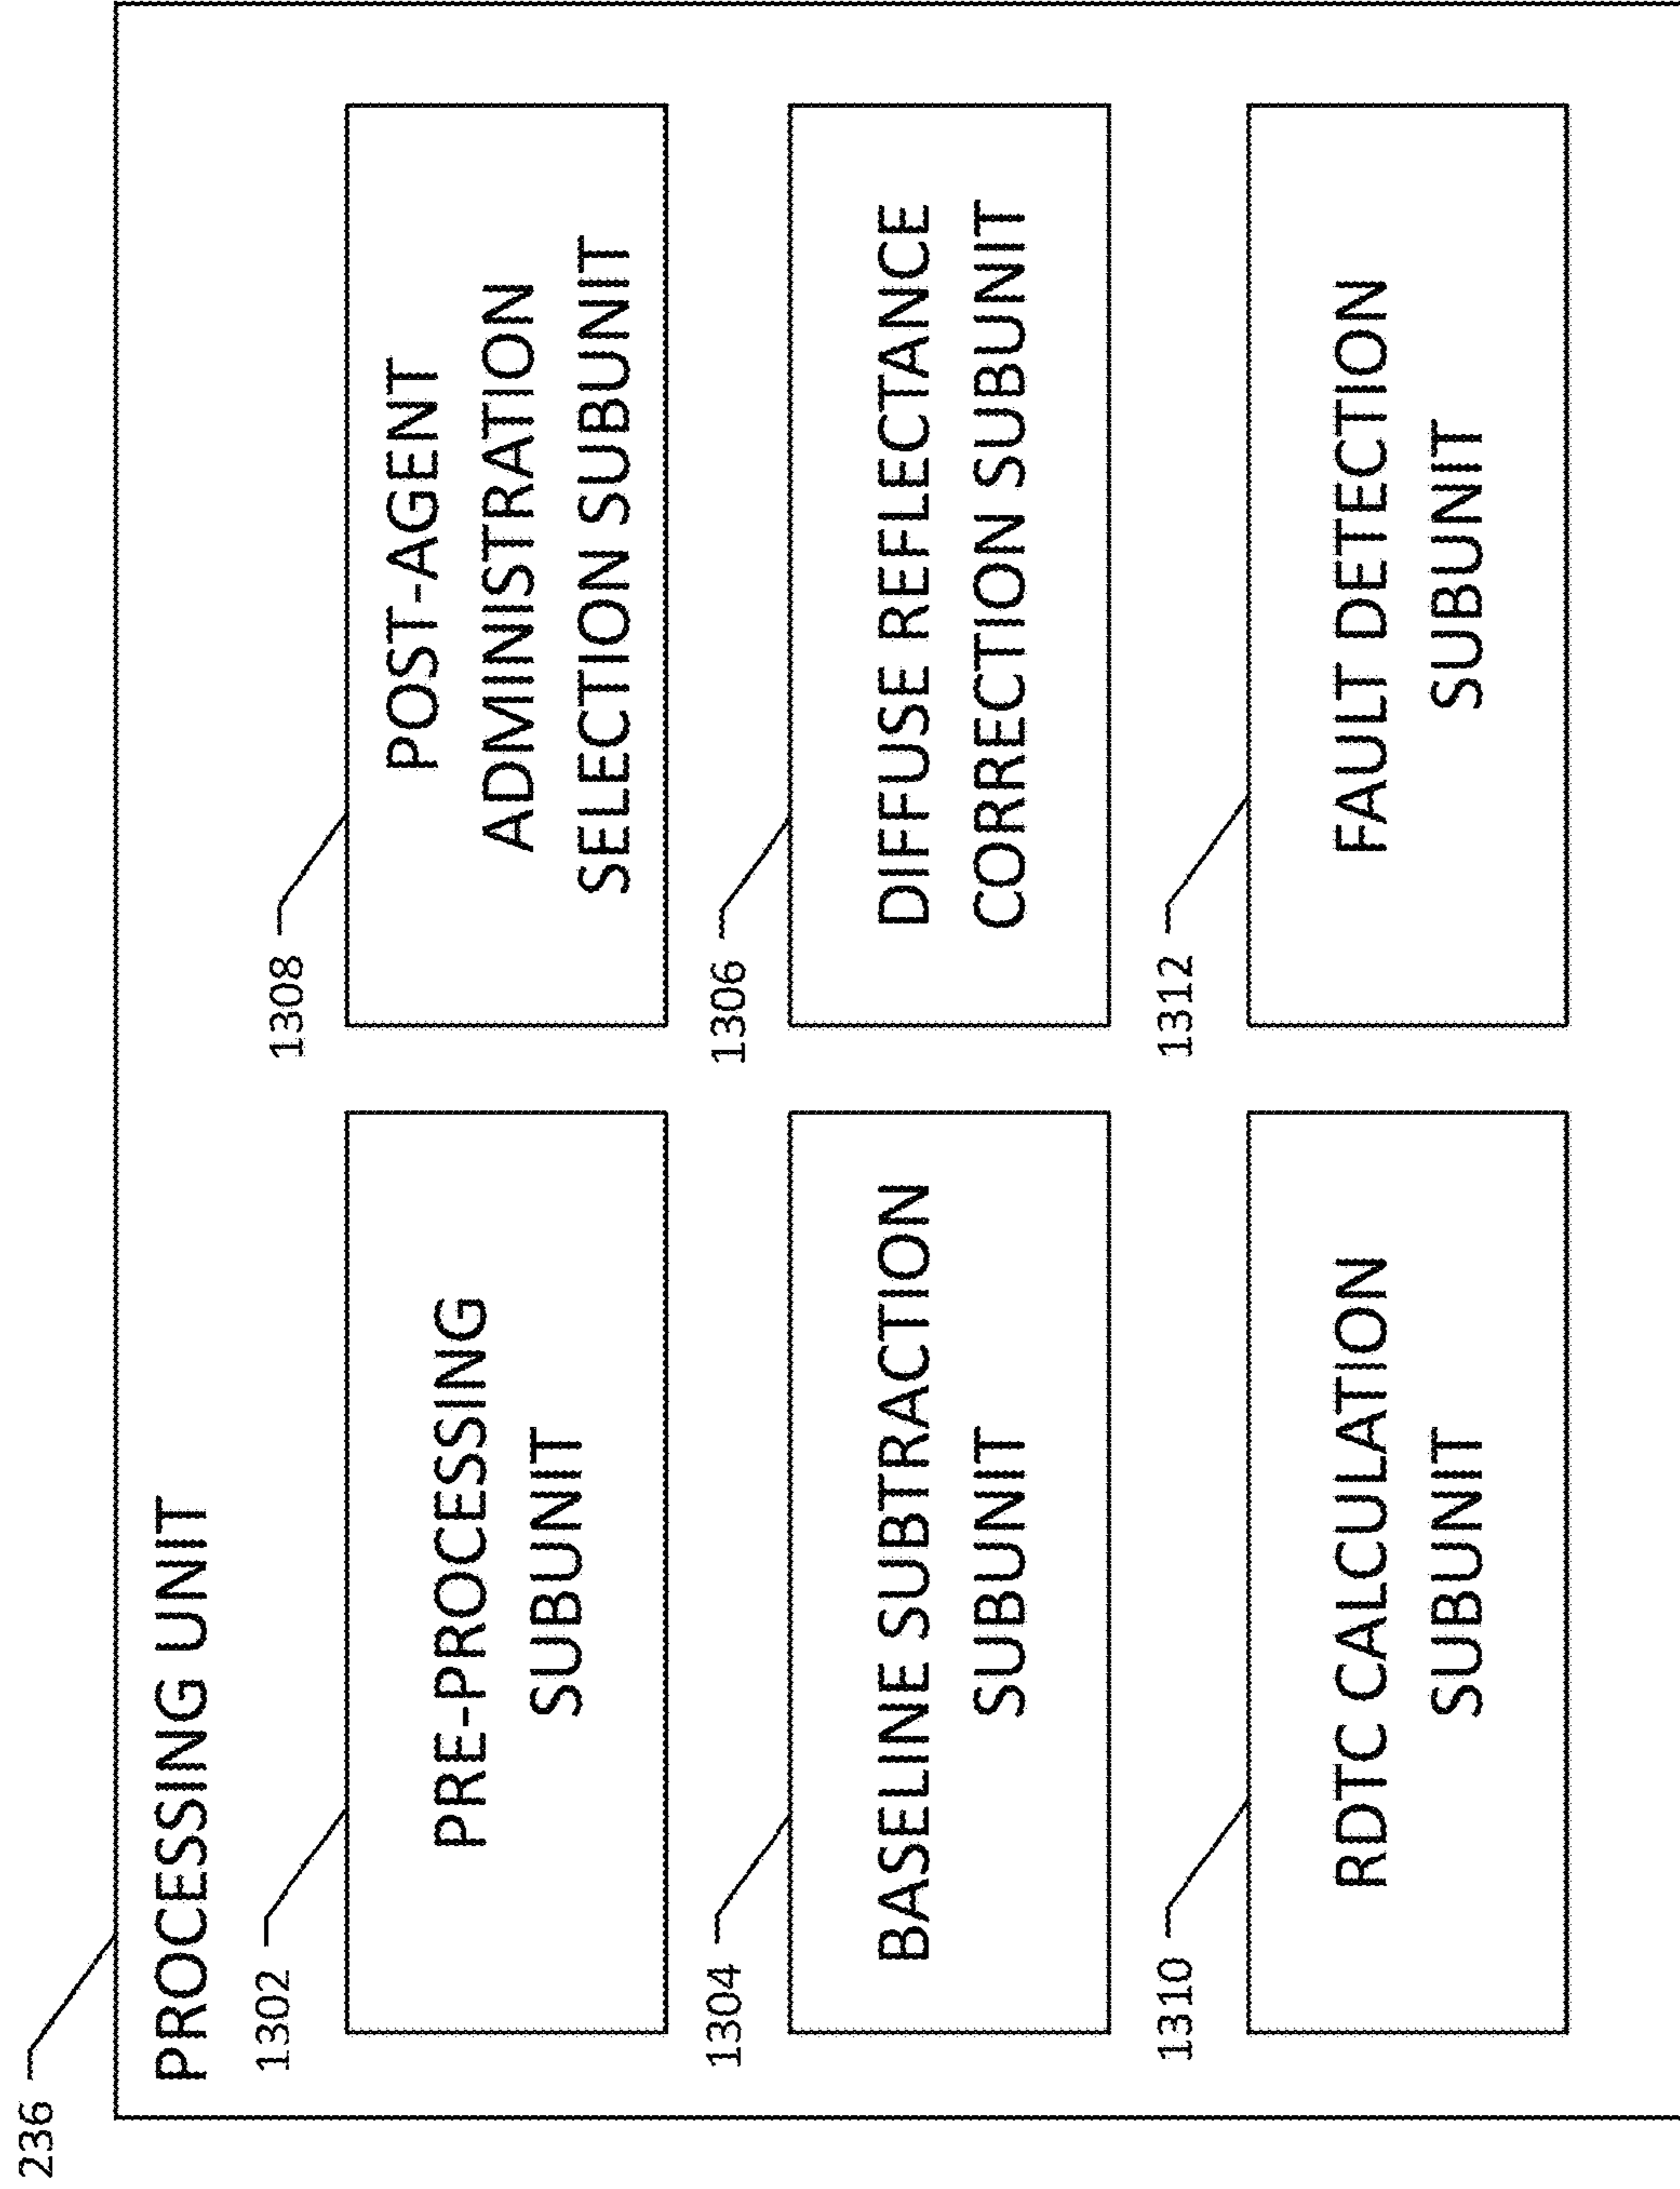 236
PROCESSING UNIT
1302
PRE-PROCESSING
SUBUNIT
1308
POST-AGENT
ADMINISTRATION
SELECTION SUBUNIT
1304
BASELINE SUBTRACTION
SUBUNIT
1306
DIFFUSE REFLECTANCE
CORRECTION SUBUNIT
1310
RDTC CALCULATION
SUBUNIT
1312
FAULT DETECTION
SUBUNIT